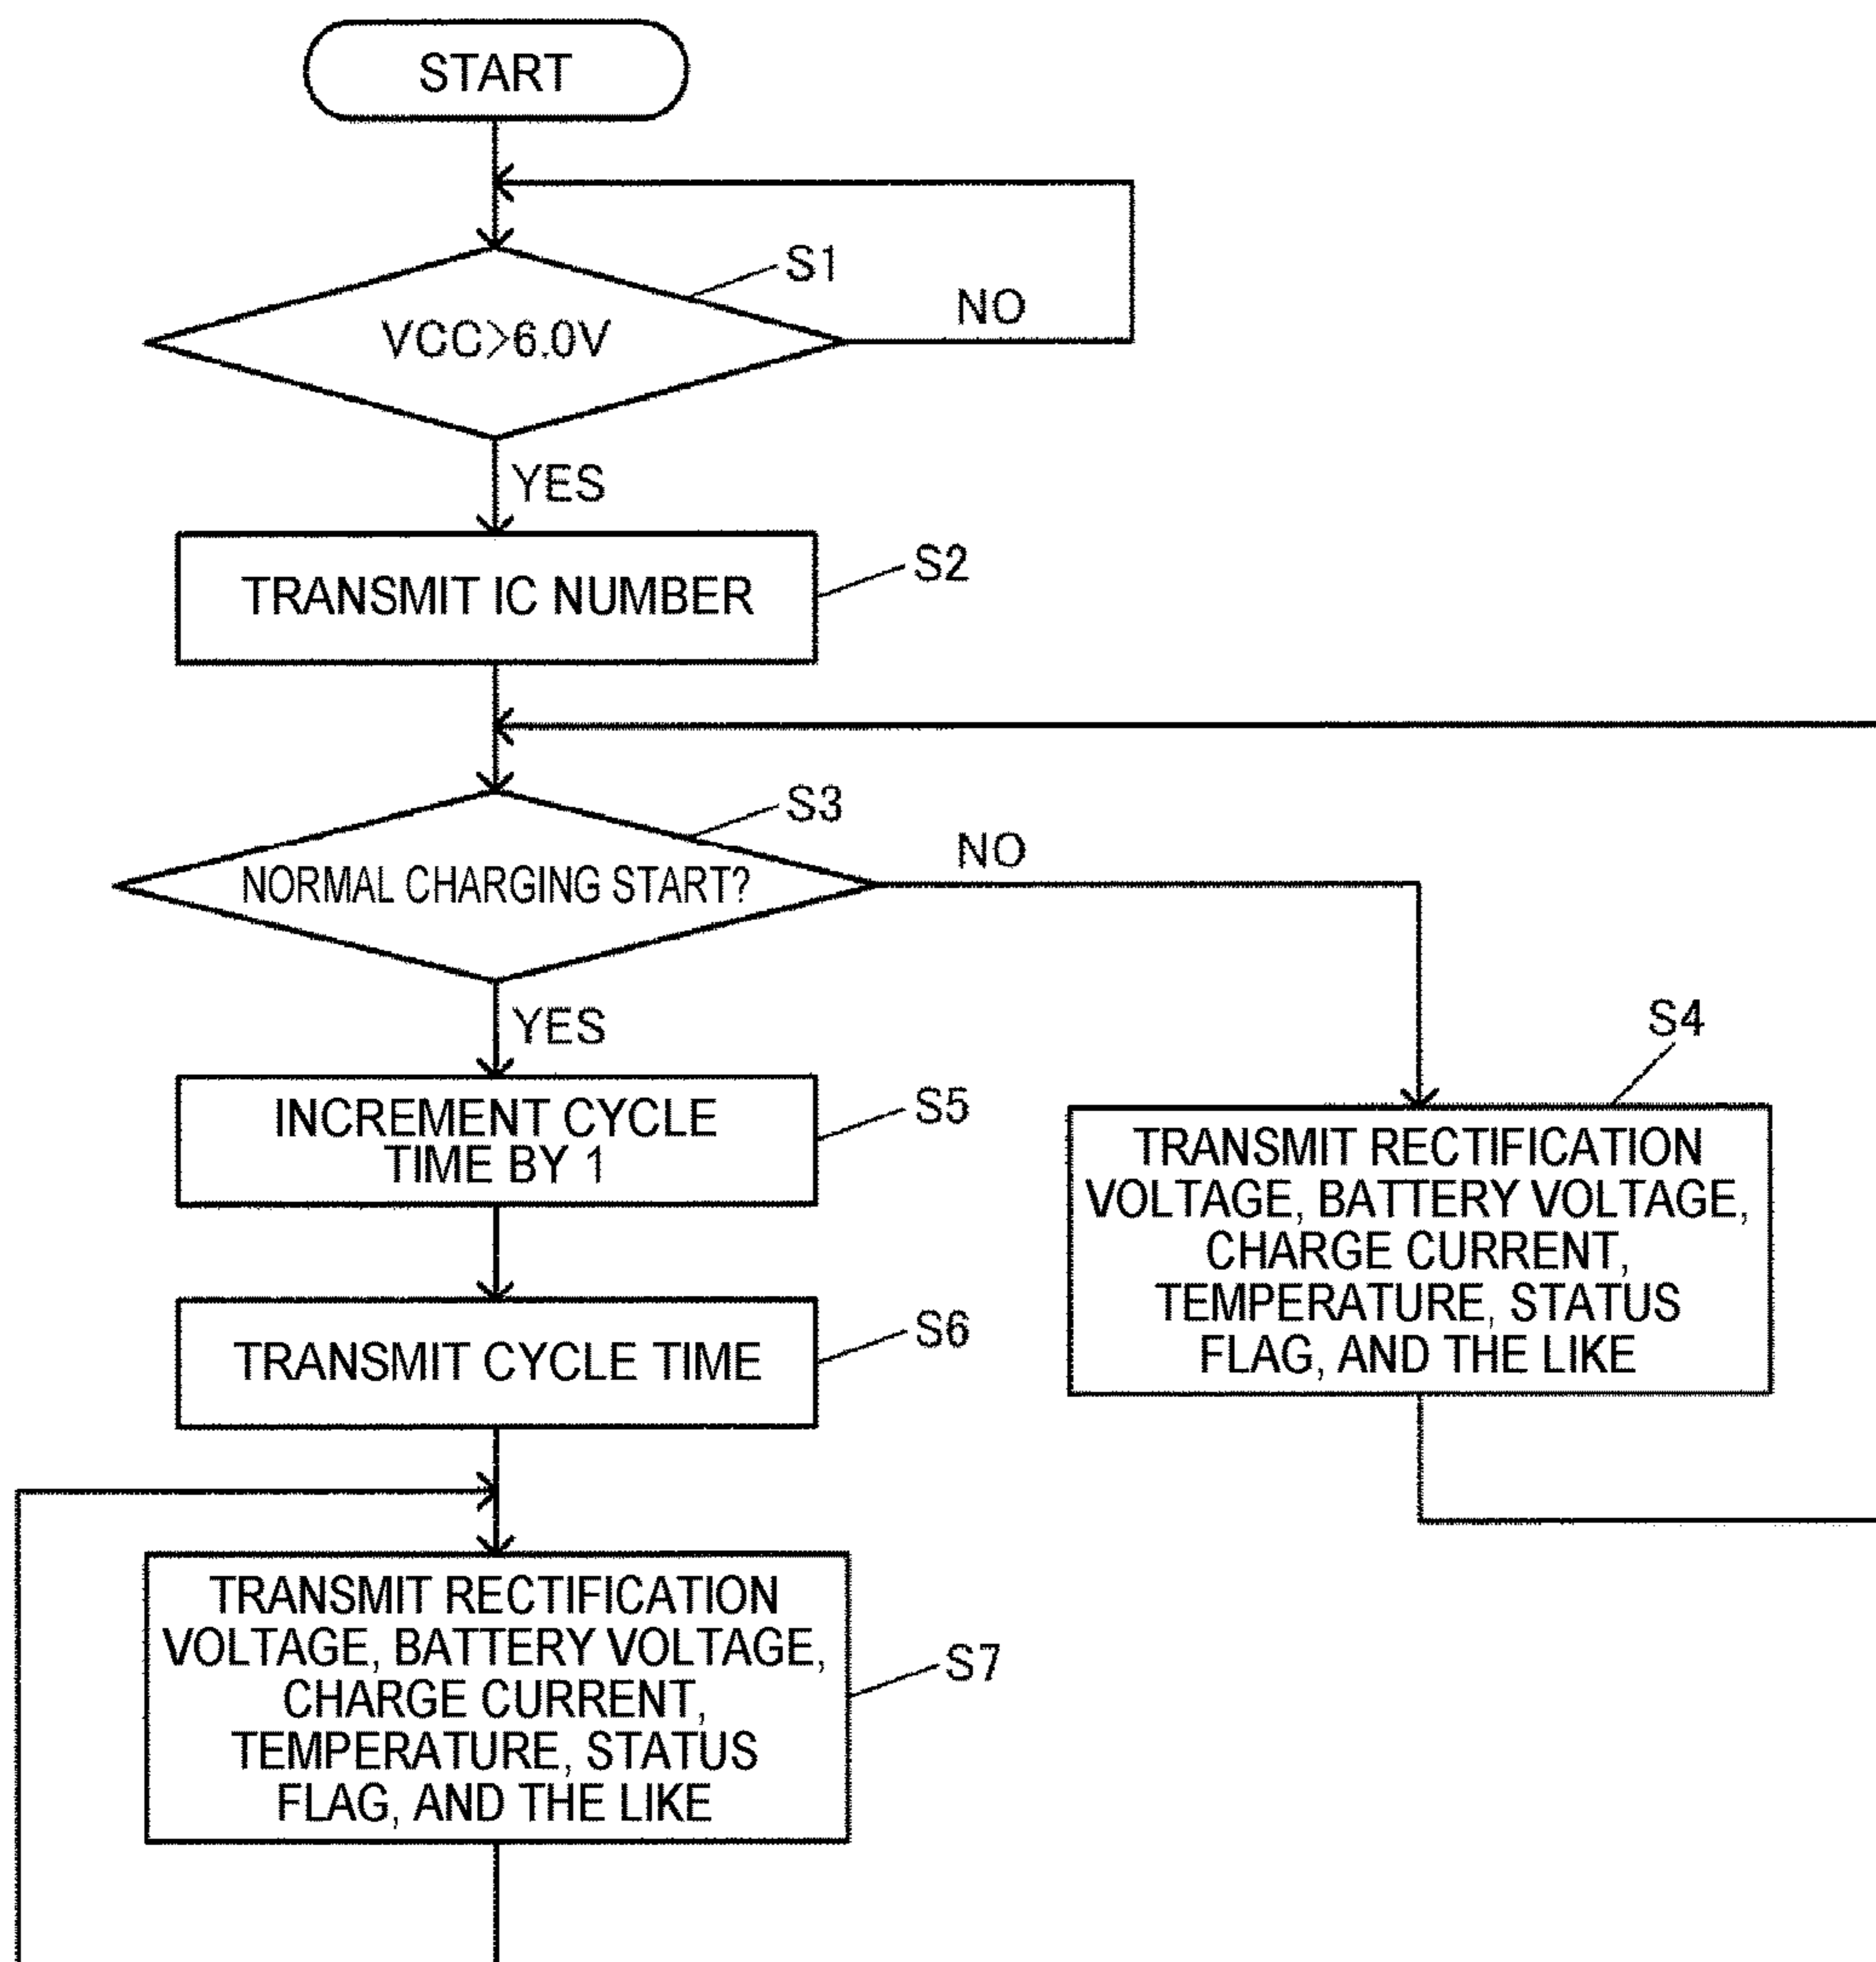 START
S1
VCC>6.0V
NO
YES
TRANSMIT IC NUMBER
S2
S3
NORMAL CHARGING START?
NO
YES
S4
INCREMENT CYCLE
TIME BY 1
S5
TRANSMIT RECTIFICATION
VOLTAGE, BATTERY VOLTAGE,
CHARGE CURRENT,
TEMPERATURE, STATUS
FLAG, AND THE LIKE
TRANSMIT CYCLE TIME
S6
TRANSMIT RECTIFICATION
VOLTAGE, BATTERY VOLTAGE,
CHARGE CURRENT,
TEMPERATURE, STATUS
FLAG, AND THE LIKE
S7